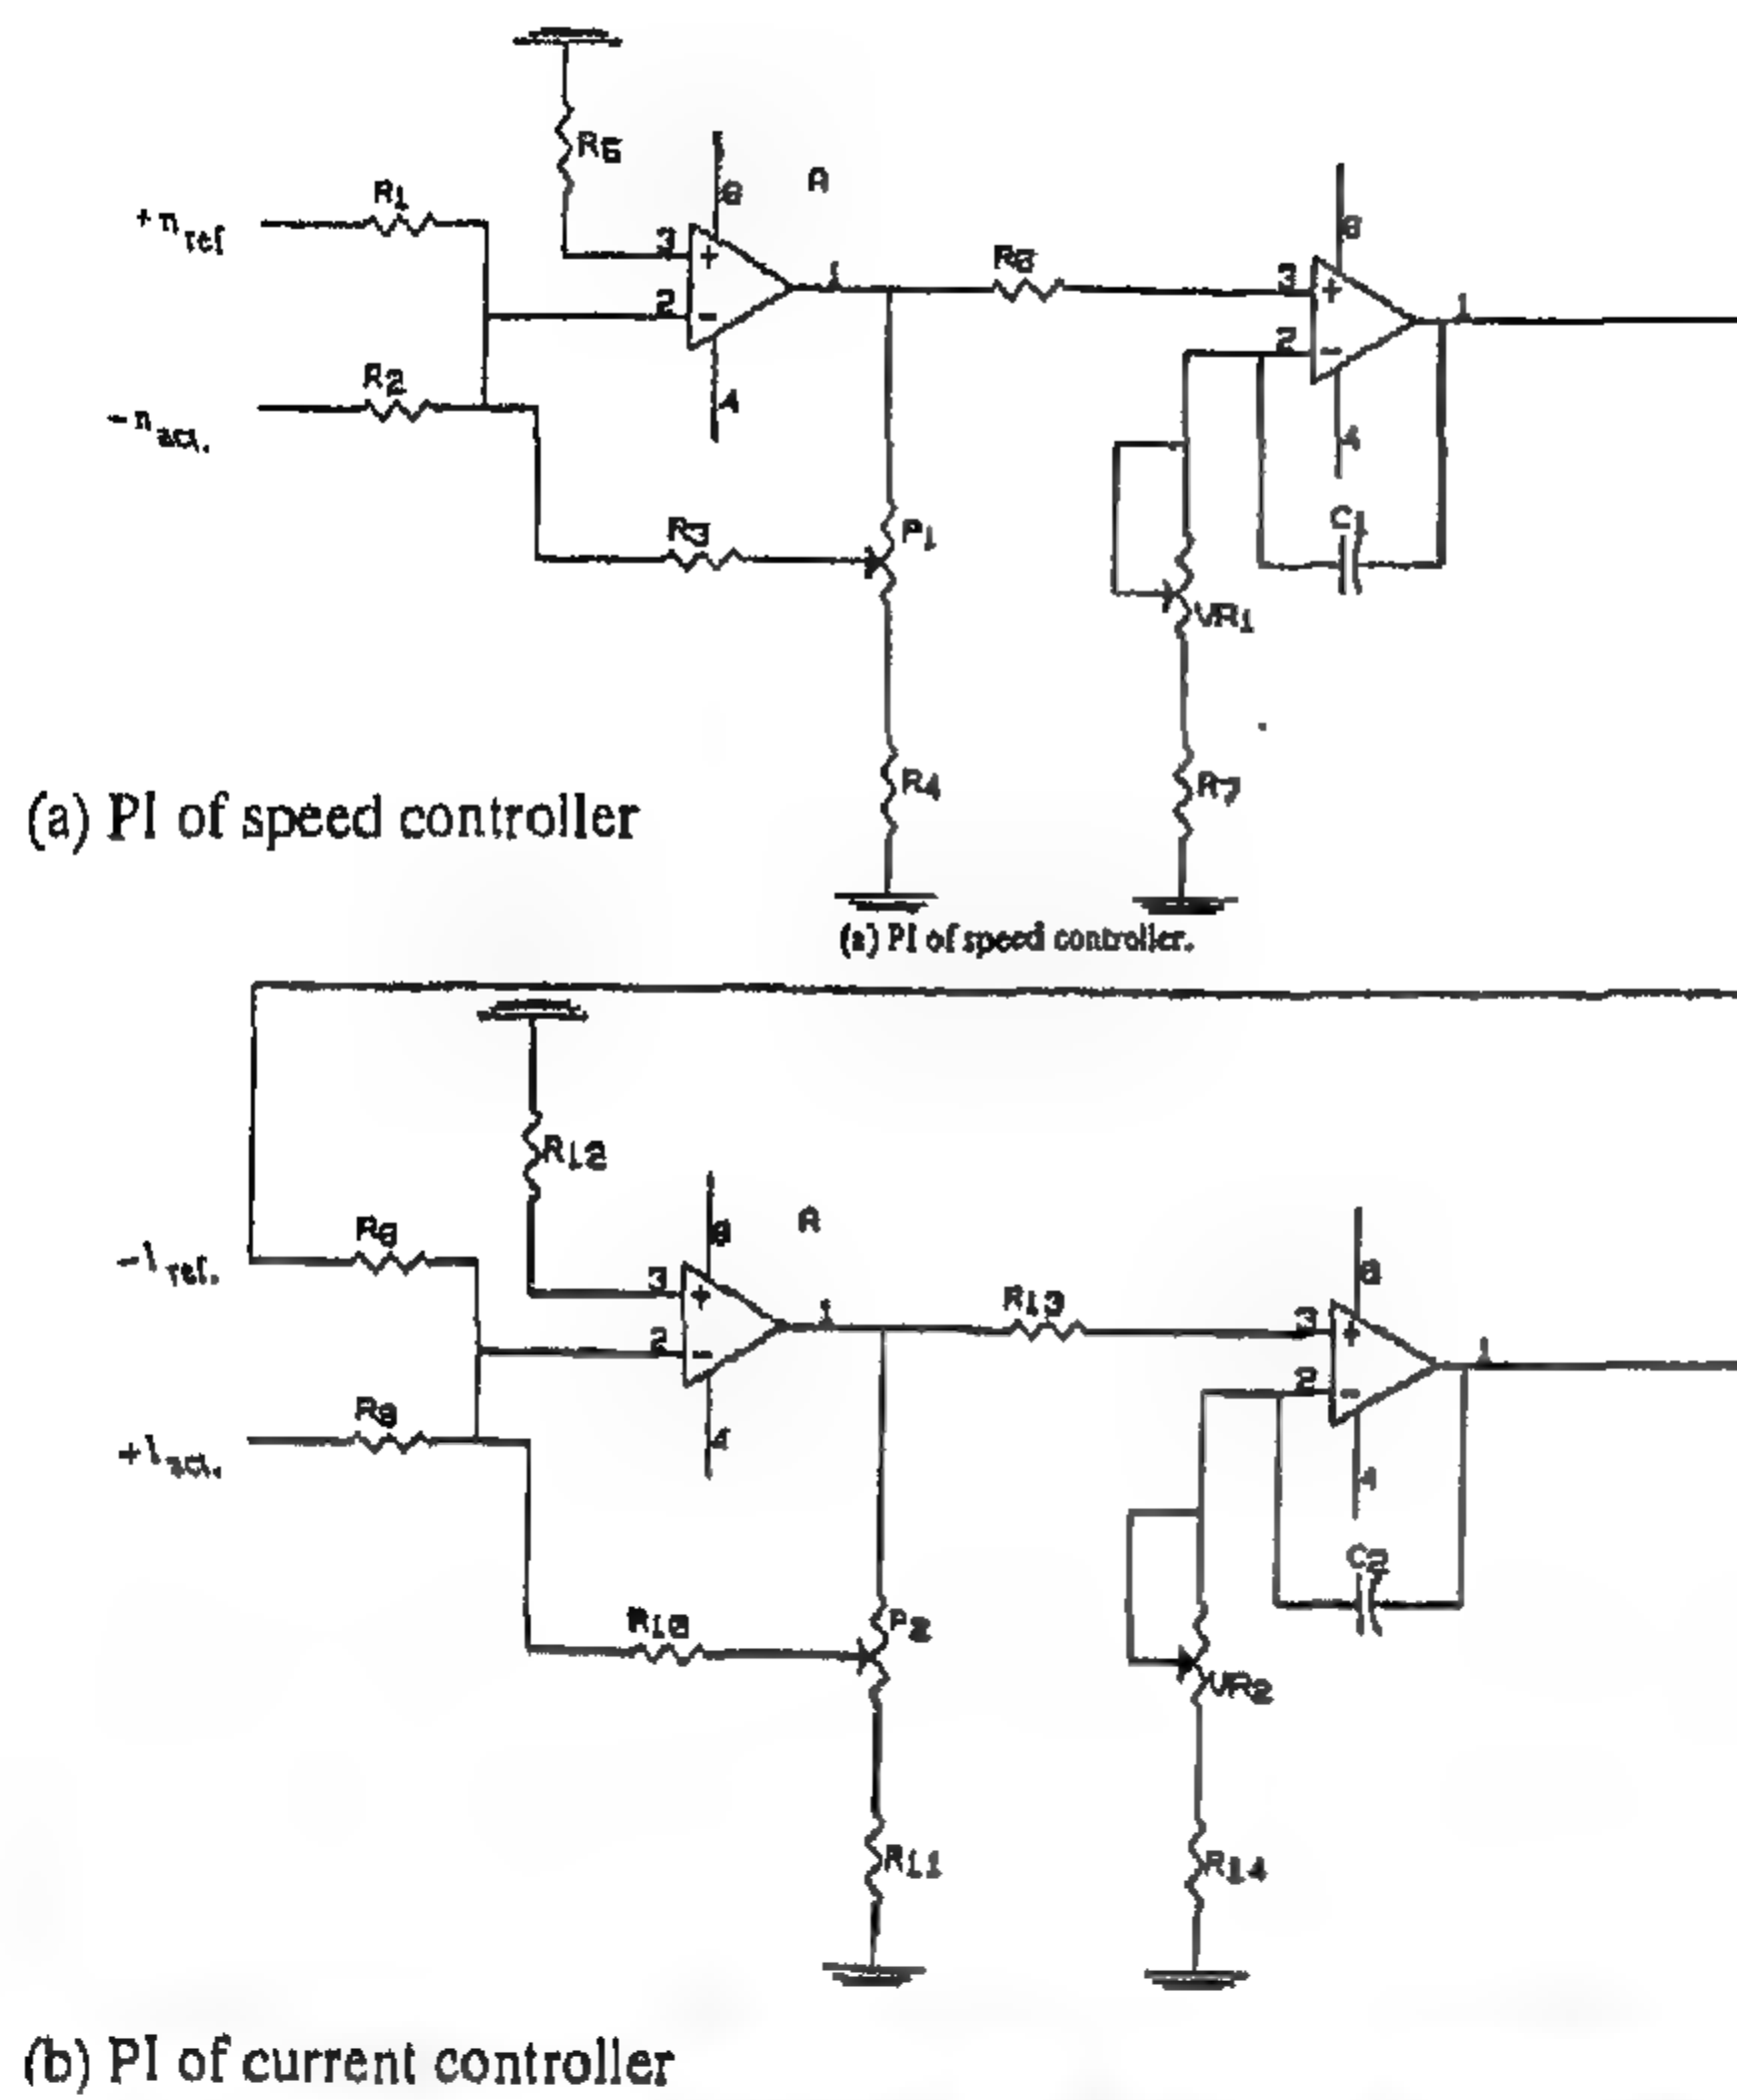 R5
A
R1
8
+n ref
3
+
1
R6
3
+
8
1
2
-
2
-
R2
-n act.
4
4
R3
P1
C1
VR1
R4
R7
(a) PI of speed controller
(a) PI of speed controller.
R12
A
8
-I ref.
3
+
1
R13
3
+
8
1
2
-
2
-
R9
+I act.
4
4
C2
R10
P2
VR2
R11
R14
(b) PI of current controller